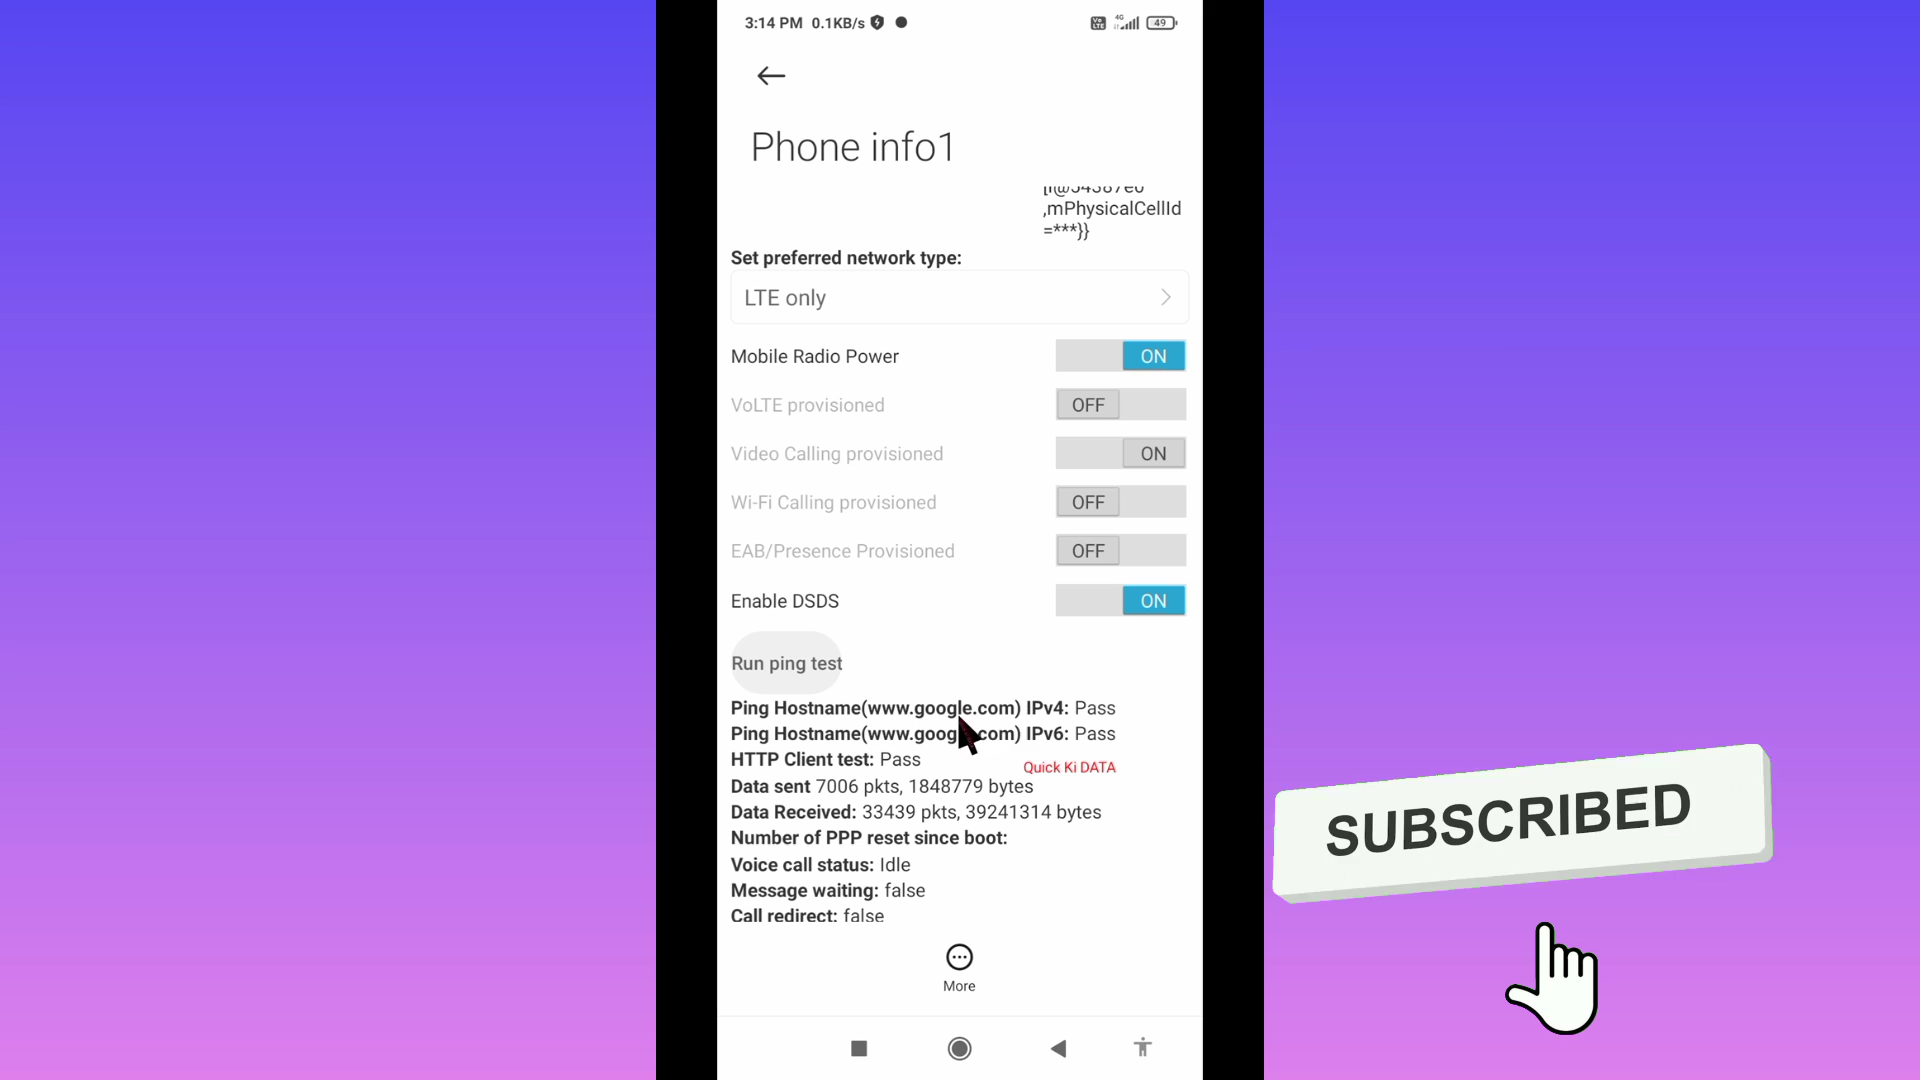 3:14 PM 0.1KB/s
Vo LTE 4G 49
Phone info1
,mPhysicalCellId
=***}}
Set preferred network type:
LTE only
Mobile Radio Power ON
VoLTE provisioned OFF
Video Calling provisioned ON
Wi-Fi Calling provisioned OFF
EAB/Presence Provisioned OFF
Enable DSDS ON
Run ping test
Ping Hostname(www.google.com) IPv4: Pass
Ping Hostname(www.goog com) IPv6: Pass
HTTP Client test: Pass
Quick Ki DATA
Data sent 7006 pkts, 1848779 bytes
Data Received: 33439 pkts, 39241314 bytes
Number of PPP reset since boot:
Voice call status: Idle
Message waiting: false
Call redirect: false
More
SUBSCRIBED